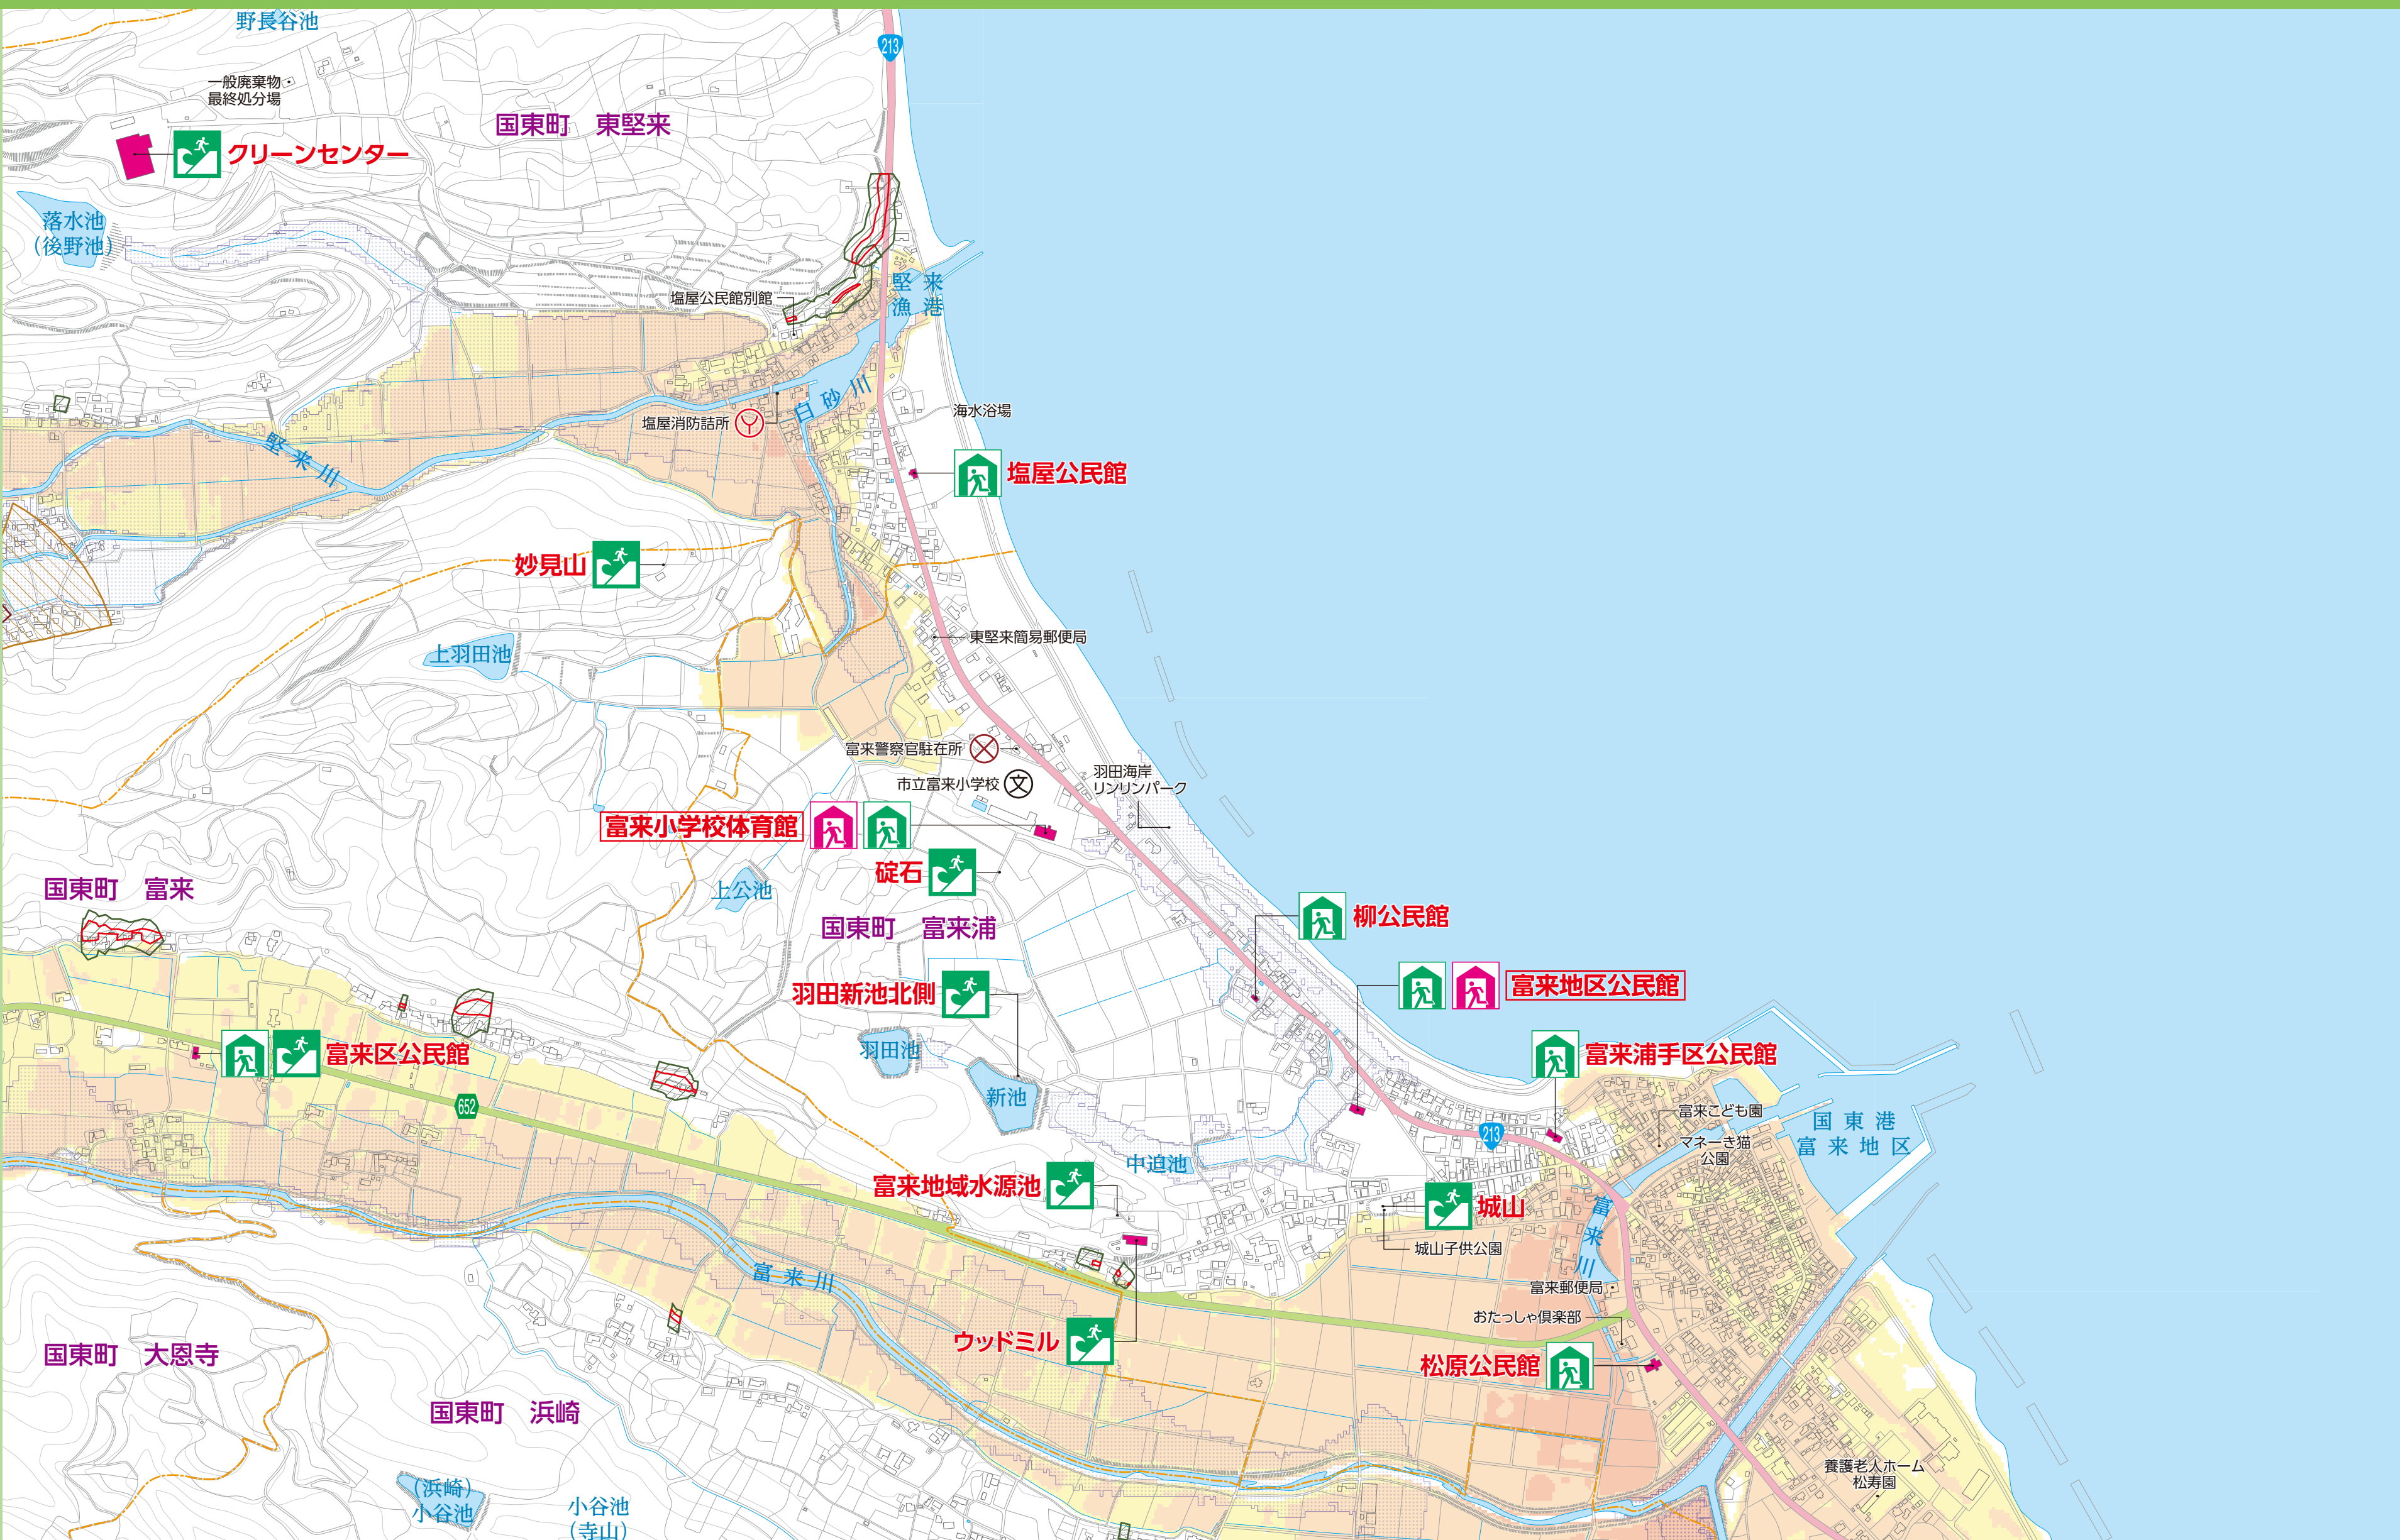 野長谷池
213
一般廃棄物
最終処分場
国東町　東堅来
クリーンセンター
落水池
（後野池）
塩屋公民館別館
堅来
漁港
白砂川
海水浴場
塩屋消防詰所
堅来川
塩屋公民館
妙見山
東堅来簡易郵便局
上羽田池
富来警察官駐在所
市立富来小学校
文
羽田海岸
リンリンパーク
富来小学校体育館
碇石
上公池
国東町　富来
国東町　富来浦
柳公民館
富来地区公民館
羽田新池北側
羽田池
富来区公民館
富来浦手区公民館
新池
652
富来こども園
国東港
富来地区
マネーき猫
公園
213
中迫池
富来地域水源池
城山
富来川
城山子供公園
富来川
富来郵便局
おたっしゃ倶楽部
ウッドミル
国東町　大恩寺
松原公民館
国東町　浜崎
養護老人ホーム
松寿園
（浜崎）
小谷池
小谷池
（寺山）